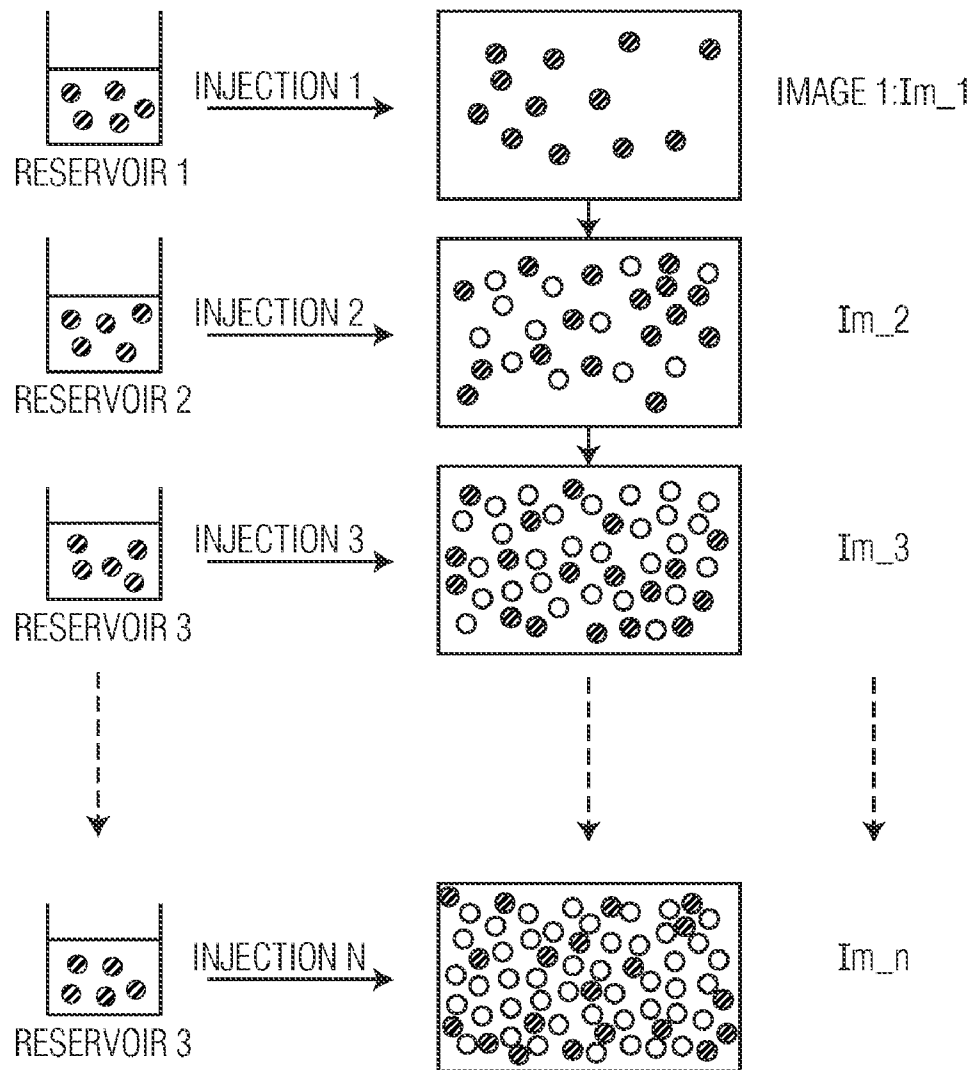 INJECTION 1
IMAGE 1:Im_1
RESERVOIR 1
INJECTION 2
Im_2
RESERVOIR 2
INJECTION 3
Im_3
RESERVOIR 3
INJECTION N
Im_n
RESERVOIR 3